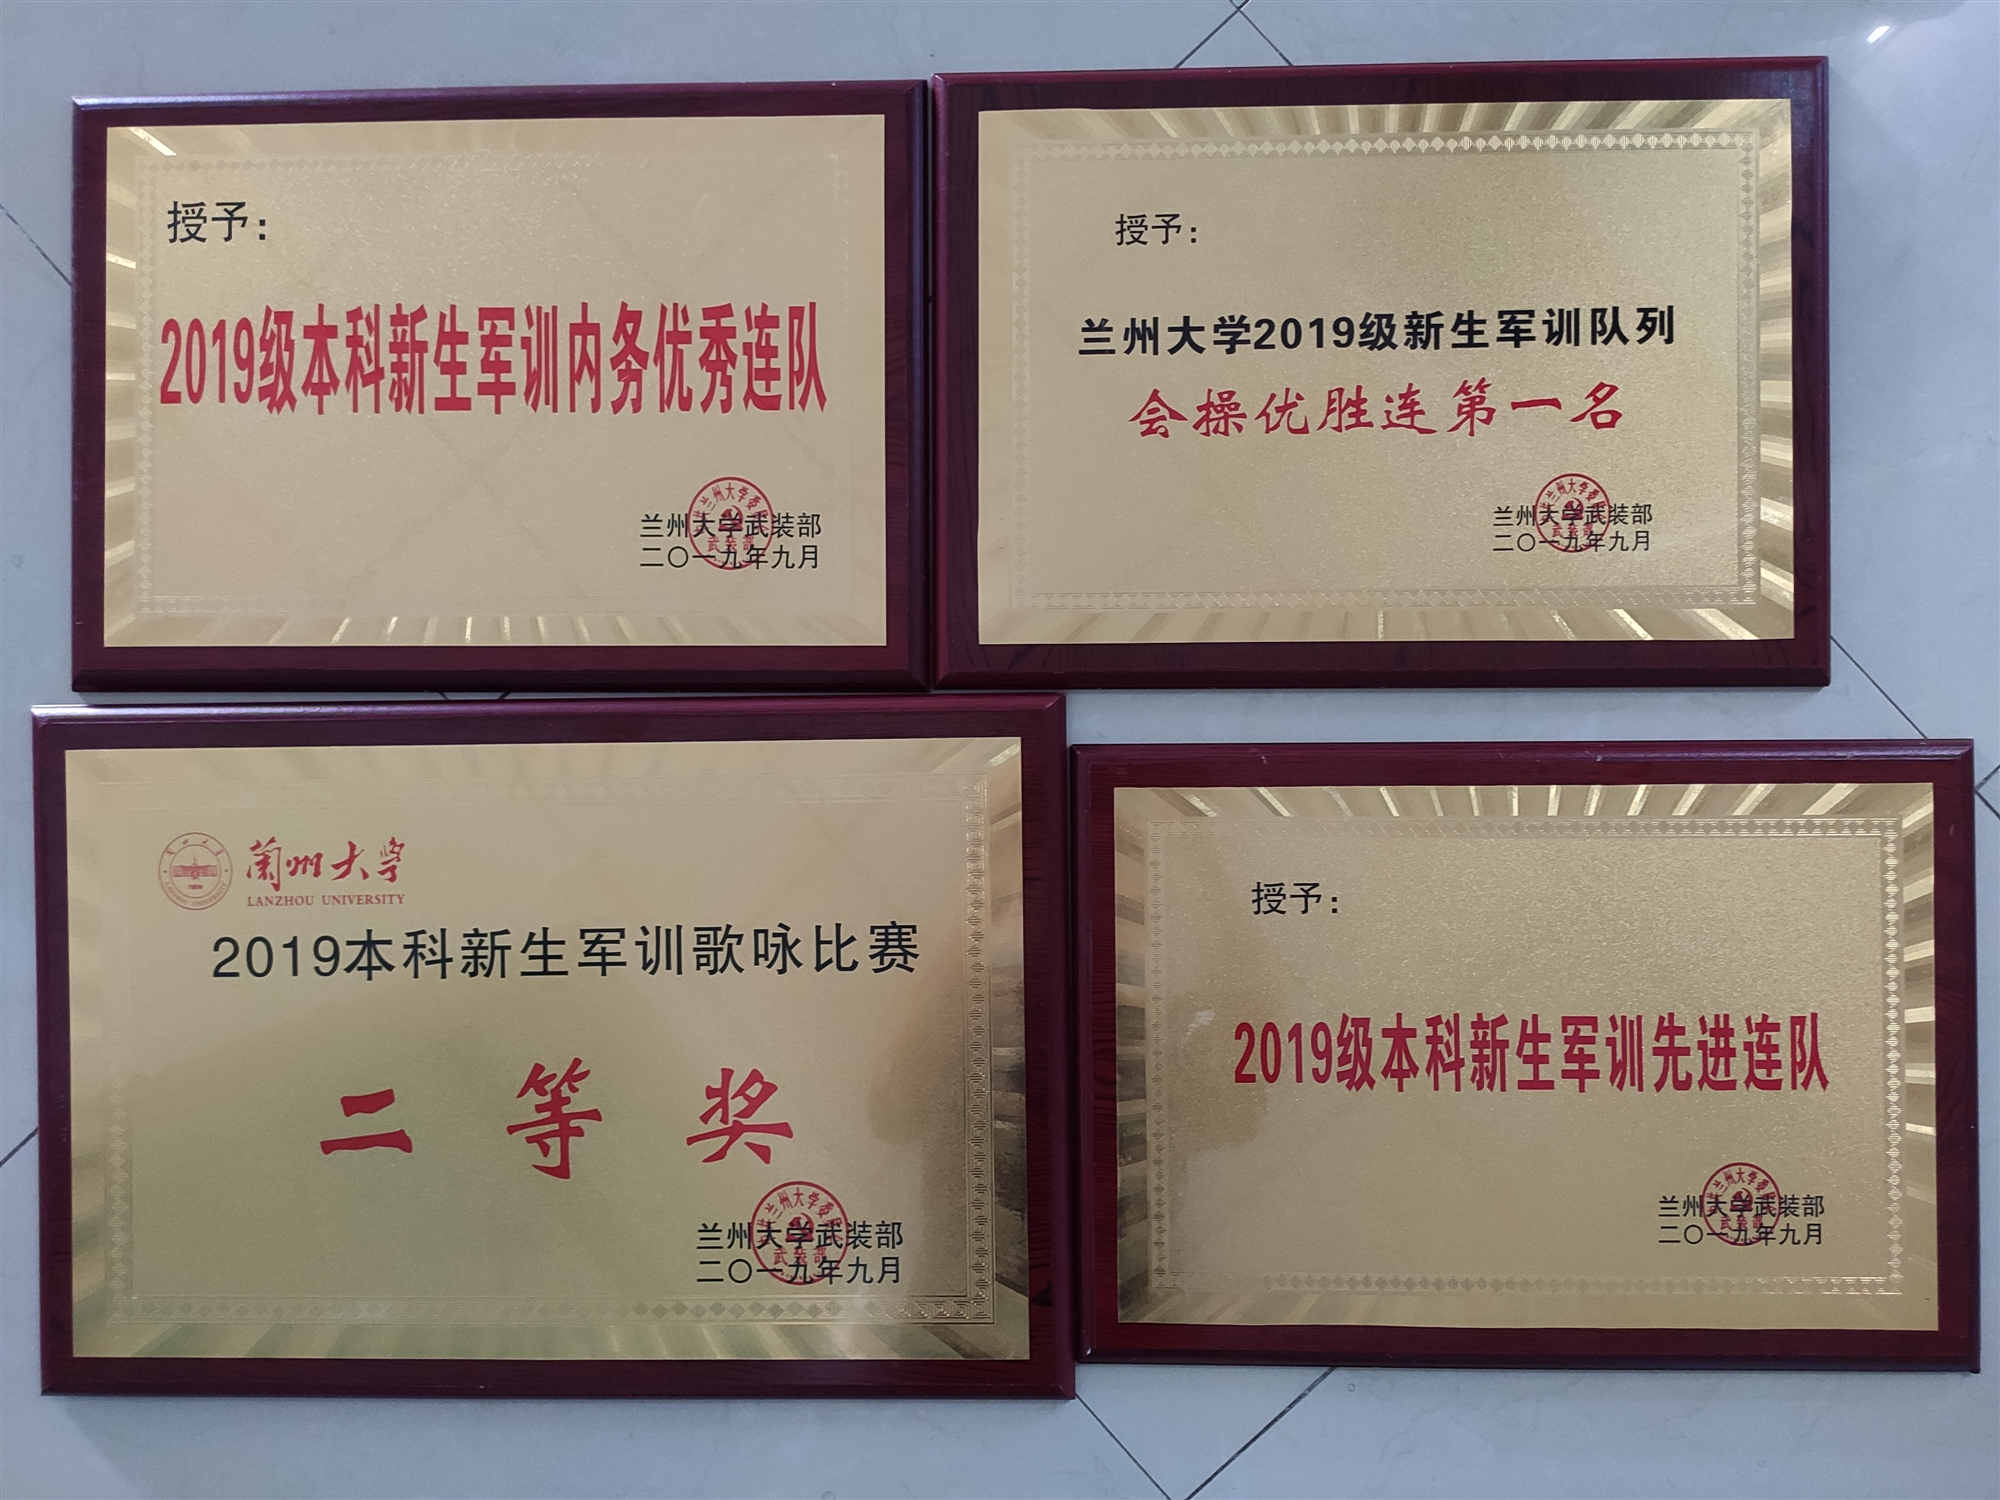 授予：
2019级本科新生军训内务优秀连队
兰州大学武装部
二〇一九年九月
授予：
兰州大学2019级新生军训队列
会操优胜连第一名
兰州大学武装部
二〇一九年九月
蘭州大学
LANZHOU UNIVERSITY
2019本科新生军训歌咏比赛
二等奖
兰州大学武装部
二〇一九年九月
授予：
2019级本科新生军训先进连队
兰州大学武装部
二〇一九年九月